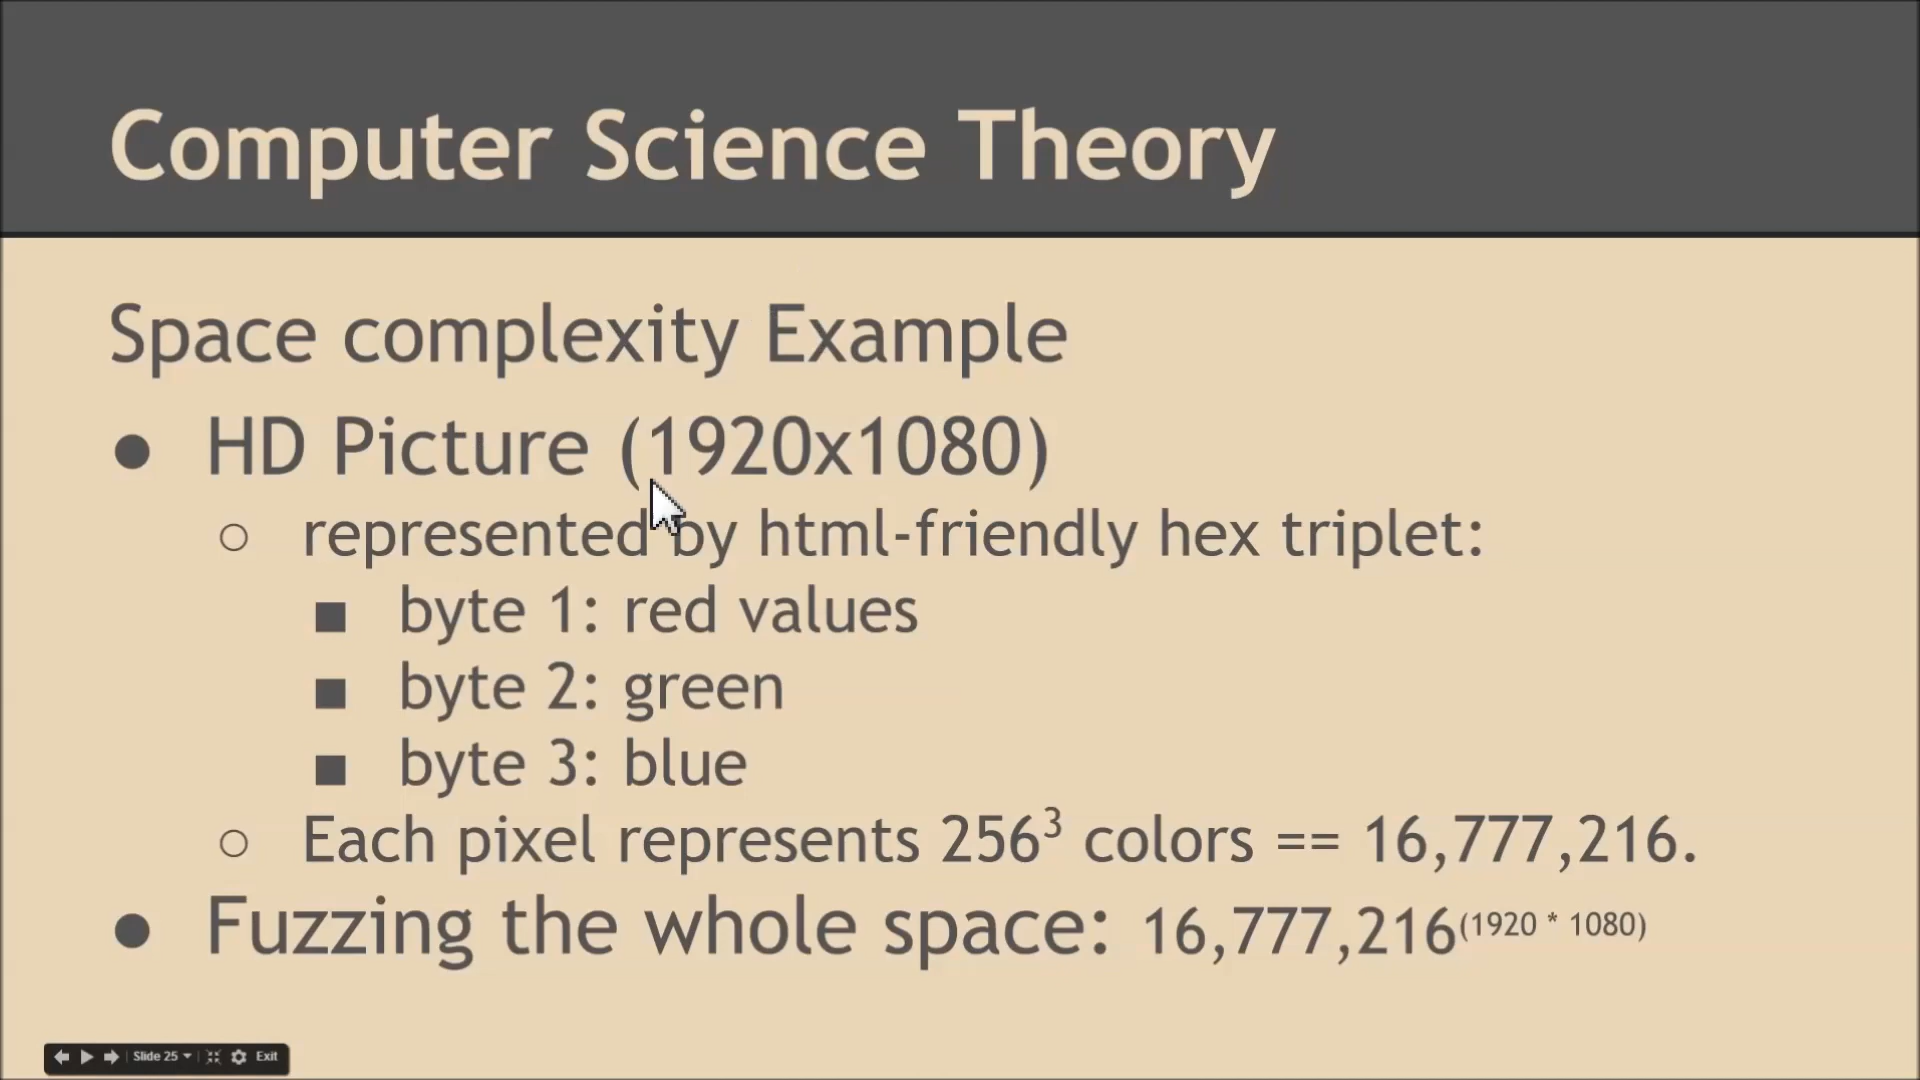 Computer Science Theory
Space complexity Example
● HD Picture (1920x1080)
○ represented by html-friendly hex triplet:
■ byte 1: red values
■ byte 2: green
■ byte 3: blue
○ Each pixel represents 256³ colors == 16,777,216.
● Fuzzing the whole space: 16,777,216^(1920 * 1080)
Slide 25 Exit